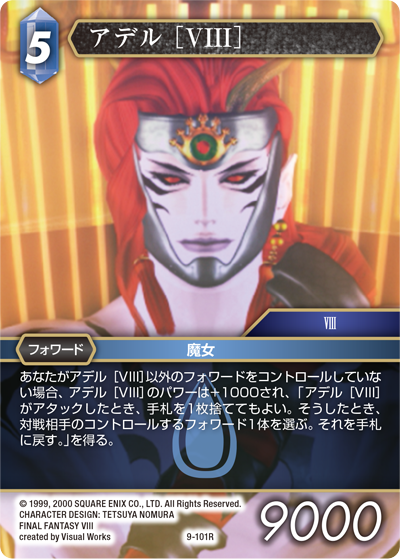 5
アデル［VIII］
VIII
フォワード
魔女
あなたがアデル［VIII］以外のフォワードをコントロールしていな
い場合、アデル［VIII］のパワーは+1000され、「アデル［VIII］
がアタックしたとき、手札を1枚捨ててもよい。そうしたとき、
対戦相手のコントロールするフォワード1体を選ぶ。それを手札
に戻す。」を得る。
© 1999, 2000 SQUARE ENIX CO., LTD. All Rights Reserved.
CHARACTER DESIGN: TETSUYA NOMURA
FINAL FANTASY VIII
created by Visual Works
9-101R
9000